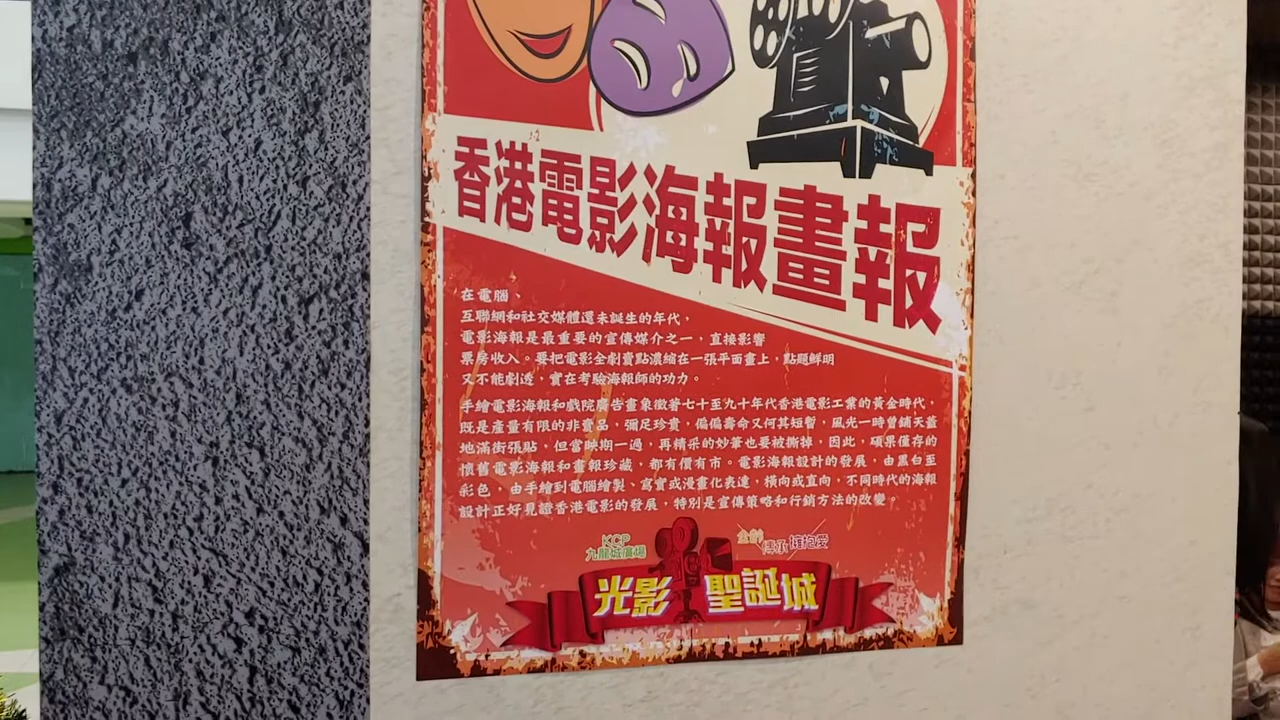 香港電影海報畫報
在電腦、
互聯網和社交媒體還未誕生的年代，
電影海報是最重要的宣傳媒介之一，直接影響
票房收入。要把電影全劇賣點濃縮在一張平面畫上，點題鮮明
又不能劇透，實在考驗海報師的功力。
手繪電影海報和戲院廣告畫象徵著七十至九十年代香港電影工業的黃金時代，
既是產量有限的非賣品，彌足珍貴，偏偏壽命又何其短暫，風光一時曾鋪天蓋
地滿街張貼，但當映期一過，再精采的妙筆也要被撕掉，因此，碩果僅存的
懷舊電影海報和畫報珍藏，都有價有市。電影海報設計的發展，由黑白至
彩色，由手繪到電腦繪製、寫實或漫畫化表達，橫向或直向，不同時代的海報
設計正好見證香港電影的發展，特別是宣傳策略和行銷方法的改變。
KCP
九龍城廣場
金齡
傳承 擁抱愛
光影 聖誕城